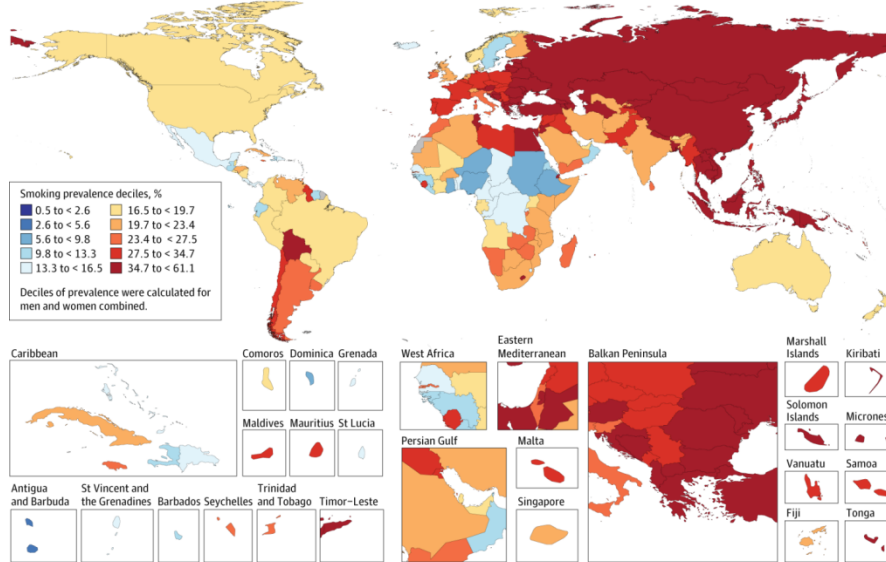 Smoking prevalence deciles, %
0.5 to < 2.6
2.6 to < 5.6
5.6 to < 9.8
9.8 to < 13.3
13.3 to < 16.5
16.5 to < 19.7
19.7 to < 23.4
23.4 to < 27.5
27.5 to < 34.7
34.7 to < 61.1
Deciles of prevalence were calculated for
men and women combined.
Caribbean
Comoros
Dominica
Grenada
Maldives
Mauritius
St Lucia
Antigua
and Barbuda
St Vincent and
the Grenadines
Barbados
Seychelles
Trinidad
and Tobago
Timor-Leste
West Africa
Eastern
Mediterranean
Persian Gulf
Malta
Singapore
Balkan Peninsula
Marshall
Islands
Kiribati
Solomon
Islands
Microne
Vanuatu
Samoa
Fiji
Tonga